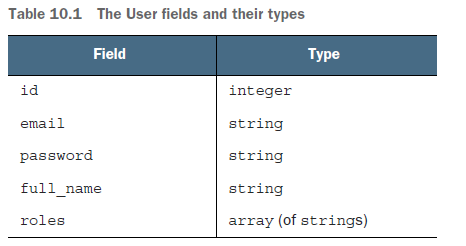 Table 10.1 The User fields and their types
Field Type
id integer
email string
password string
full_name string
roles array (of strings)